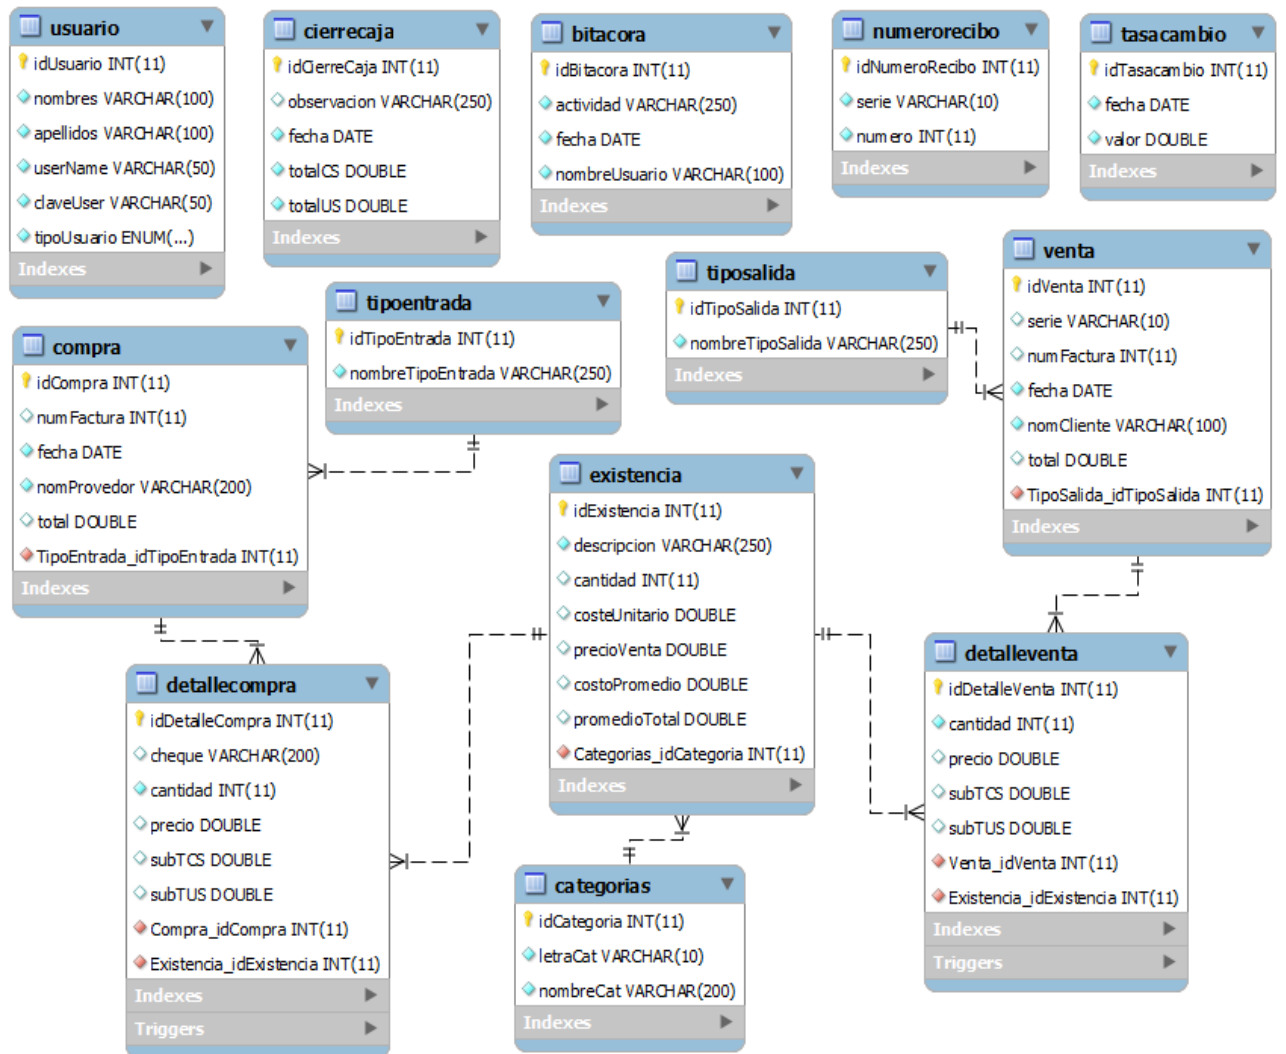 usuario
idUsuario INT(11)
nombres VARCHAR(100)
apellidos VARCHAR(100)
userName VARCHAR(50)
claveUser VARCHAR(50)
tipoUsuario ENUM(...)
Indexes
cierrecaja
idCierreCaja INT(11)
observacion VARCHAR(250)
fecha DATE
totalCS DOUBLE
totalUS DOUBLE
Indexes
bitacora
idBitacora INT(11)
actividad VARCHAR(250)
fecha DATE
nombreUsuario VARCHAR(100)
Indexes
numerorecibo
idNumeroRecibo INT(11)
serie VARCHAR(10)
numero INT(11)
Indexes
tasacambio
idTasacambio INT(11)
fecha DATE
valor DOUBLE
Indexes
tipoentrada
idTipoEntrada INT(11)
nombreTipoEntrada VARCHAR(250)
Indexes
tiposalida
idTipoSalida INT(11)
nombreTipoSalida VARCHAR(250)
Indexes
venta
idVenta INT(11)
serie VARCHAR(10)
numFactura INT(11)
fecha DATE
nomCliente VARCHAR(100)
total DOUBLE
TipoSalida_idTipoSalida INT(11)
Indexes
compra
idCompra INT(11)
numFactura INT(11)
fecha DATE
nomProvedor VARCHAR(200)
total DOUBLE
TipoEntrada_idTipoEntrada INT(11)
Indexes
existencia
idExistencia INT(11)
descripcion VARCHAR(250)
cantidad INT(11)
costeUnitario DOUBLE
precioVenta DOUBLE
costoPromedio DOUBLE
promedioTotal DOUBLE
Categorias_idCategoria INT(11)
Indexes
detallecompra
idDetalleCompra INT(11)
cheque VARCHAR(200)
cantidad INT(11)
precio DOUBLE
subTCS DOUBLE
subTUS DOUBLE
Compra_idCompra INT(11)
Existencia_idExistencia INT(11)
Indexes
Triggers
detalleventa
idDetalleVenta INT(11)
cantidad INT(11)
precio DOUBLE
subTCS DOUBLE
subTUS DOUBLE
Venta_idVenta INT(11)
Existencia_idExistencia INT(11)
Indexes
Triggers
categorias
idCategoria INT(11)
letraCat VARCHAR(10)
nombreCat VARCHAR(200)
Indexes